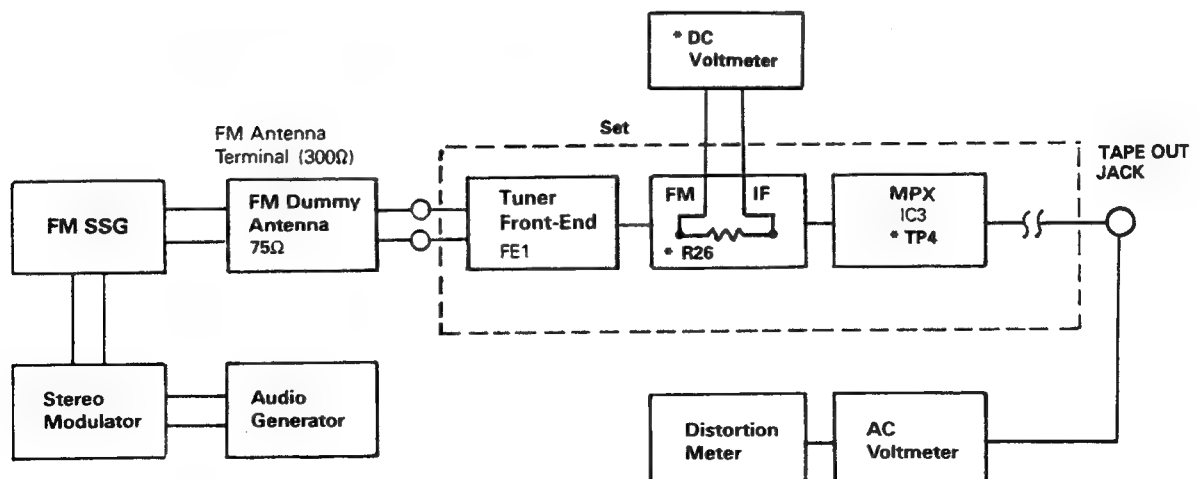 * DC
Voltmeter
FM Antenna
Terminal (300Ω)
Set
TAPE OUT
JACK
FM SSG
FM Dummy
Antenna
75Ω
Tuner
Front-End
FE1
FM IF
* R26
MPX
IC3
* TP4
Stereo
Modulator
Audio
Generator
Distortion
Meter
AC
Voltmeter